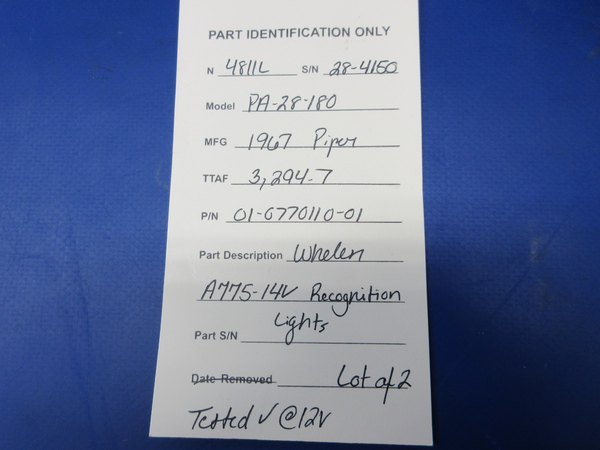 PART IDENTIFICATION ONLY
N 4811L S/N 28-4150
Model PA-28-180
MFG 1967 Piper
TTAF 3,294.7
P/N 01-0770110-01
Part Description Whelen
A775-14V Recognition
Lights
Part S/N
Date Removed Lot of 2
Tested ✓ @12V